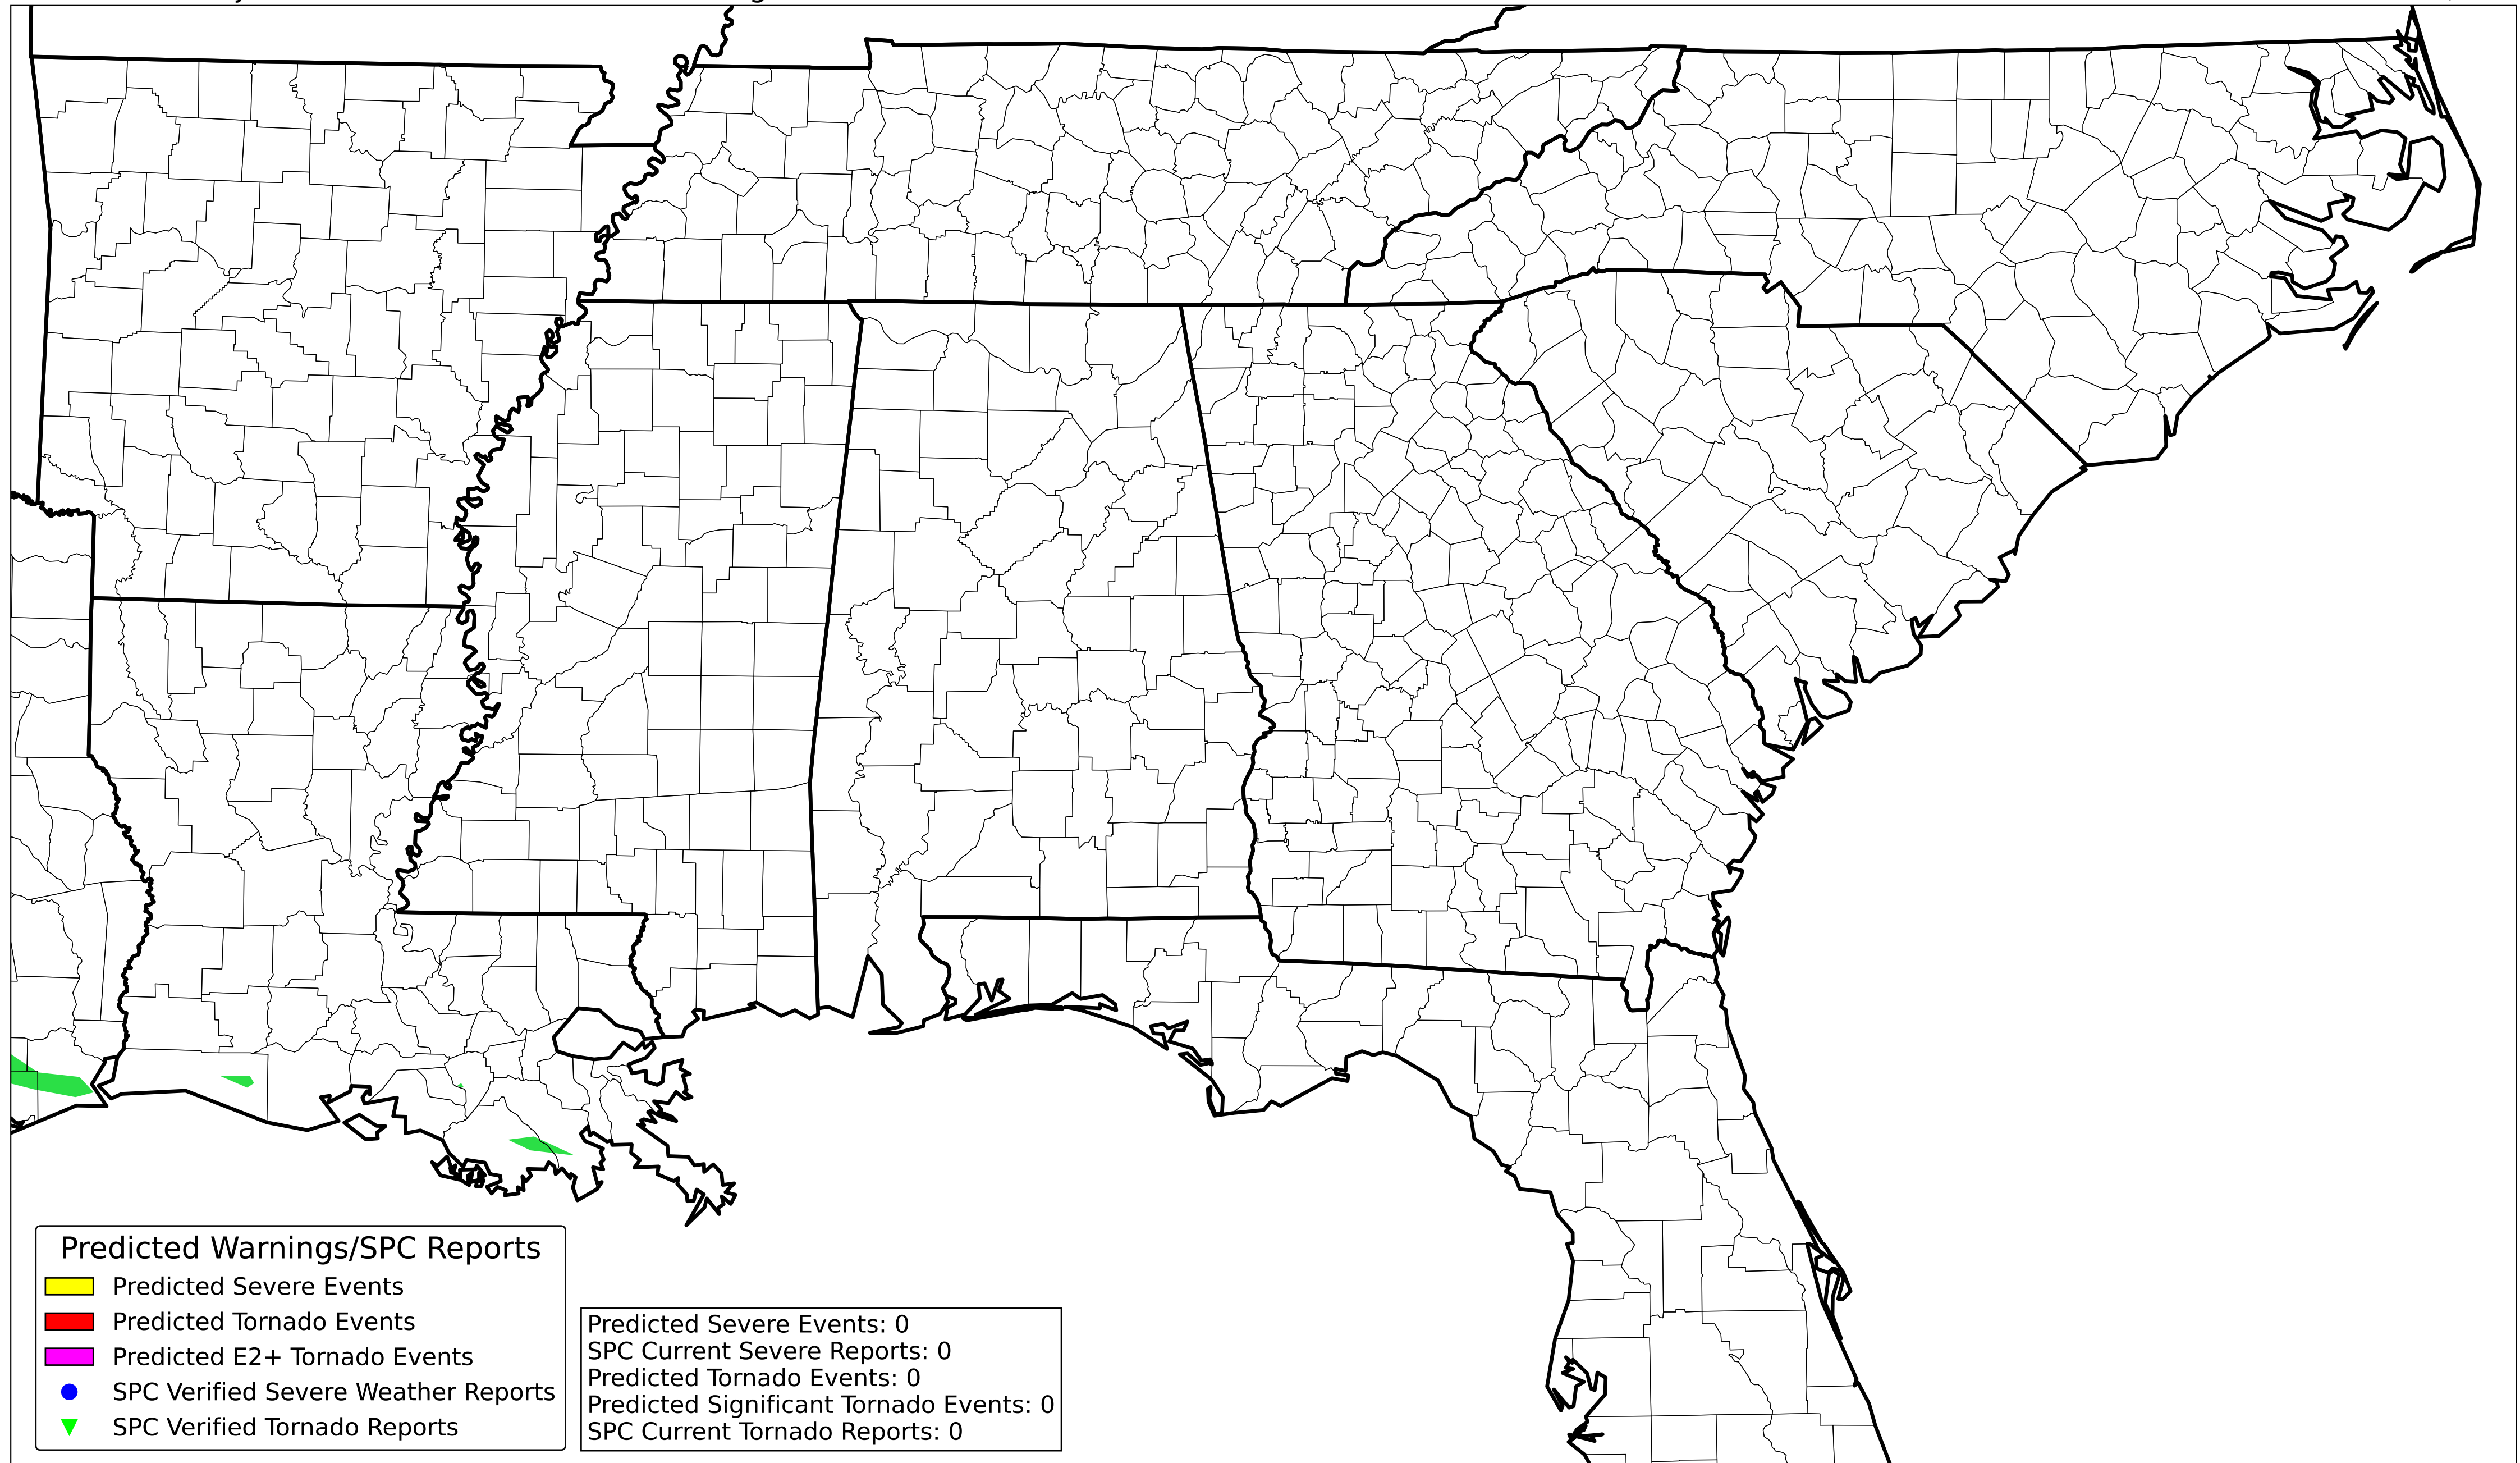 Predicted Warnings/SPC Reports
Predicted Severe Events
Predicted Tornado Events
Predicted E2+ Tornado Events
SPC Verified Severe Weather Reports
SPC Verified Tornado Reports
Predicted Severe Events: 0
SPC Current Severe Reports: 0
Predicted Tornado Events: 0
Predicted Significant Tornado Events: 0
SPC Current Tornado Reports: 0